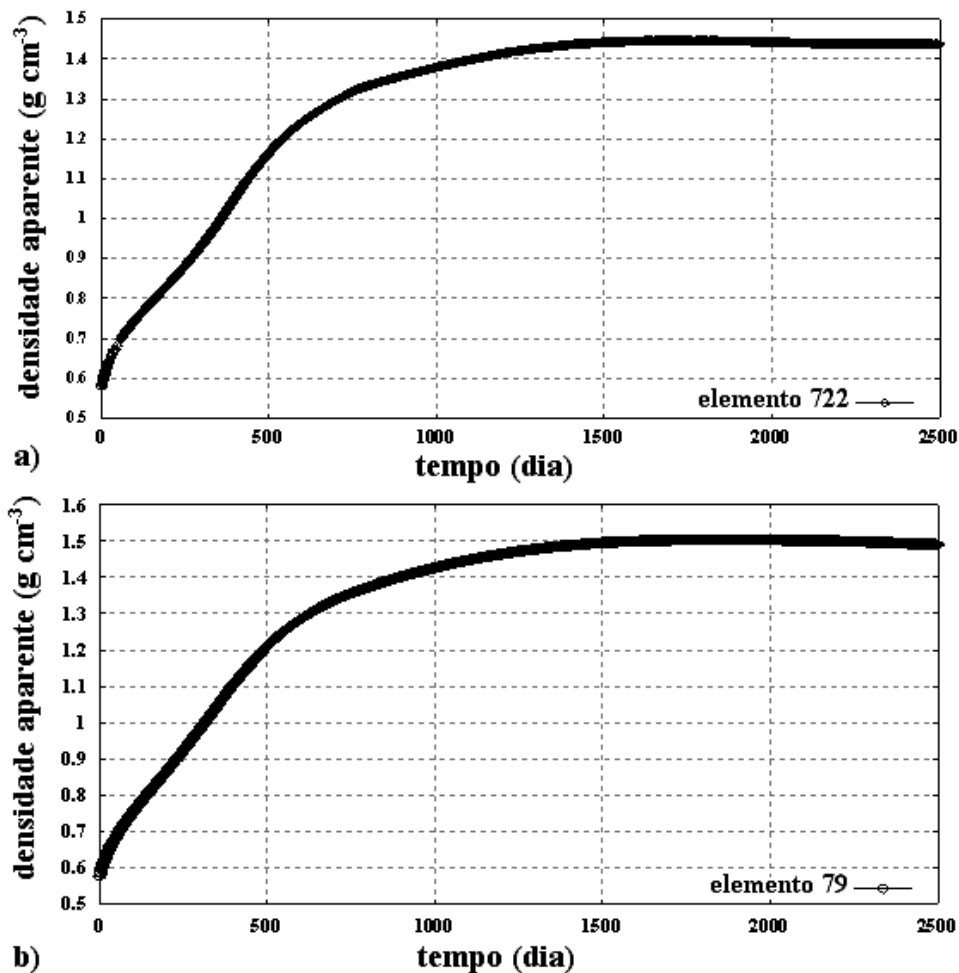 1.5
1.4
1.3
1.2
1.1
1
0.9
0.8
0.7
0.6
0.5
densidade aparente (g cm-3)
elemento 722
0 500 1000 1500 2000 2500
a) tempo (dia)
1.6
1.5
1.4
1.3
1.2
1.1
1
0.9
0.8
0.7
0.6
0.5
densidade aparente (g cm-3)
elemento 79
0 500 1000 1500 2000 2500
b) tempo (dia)